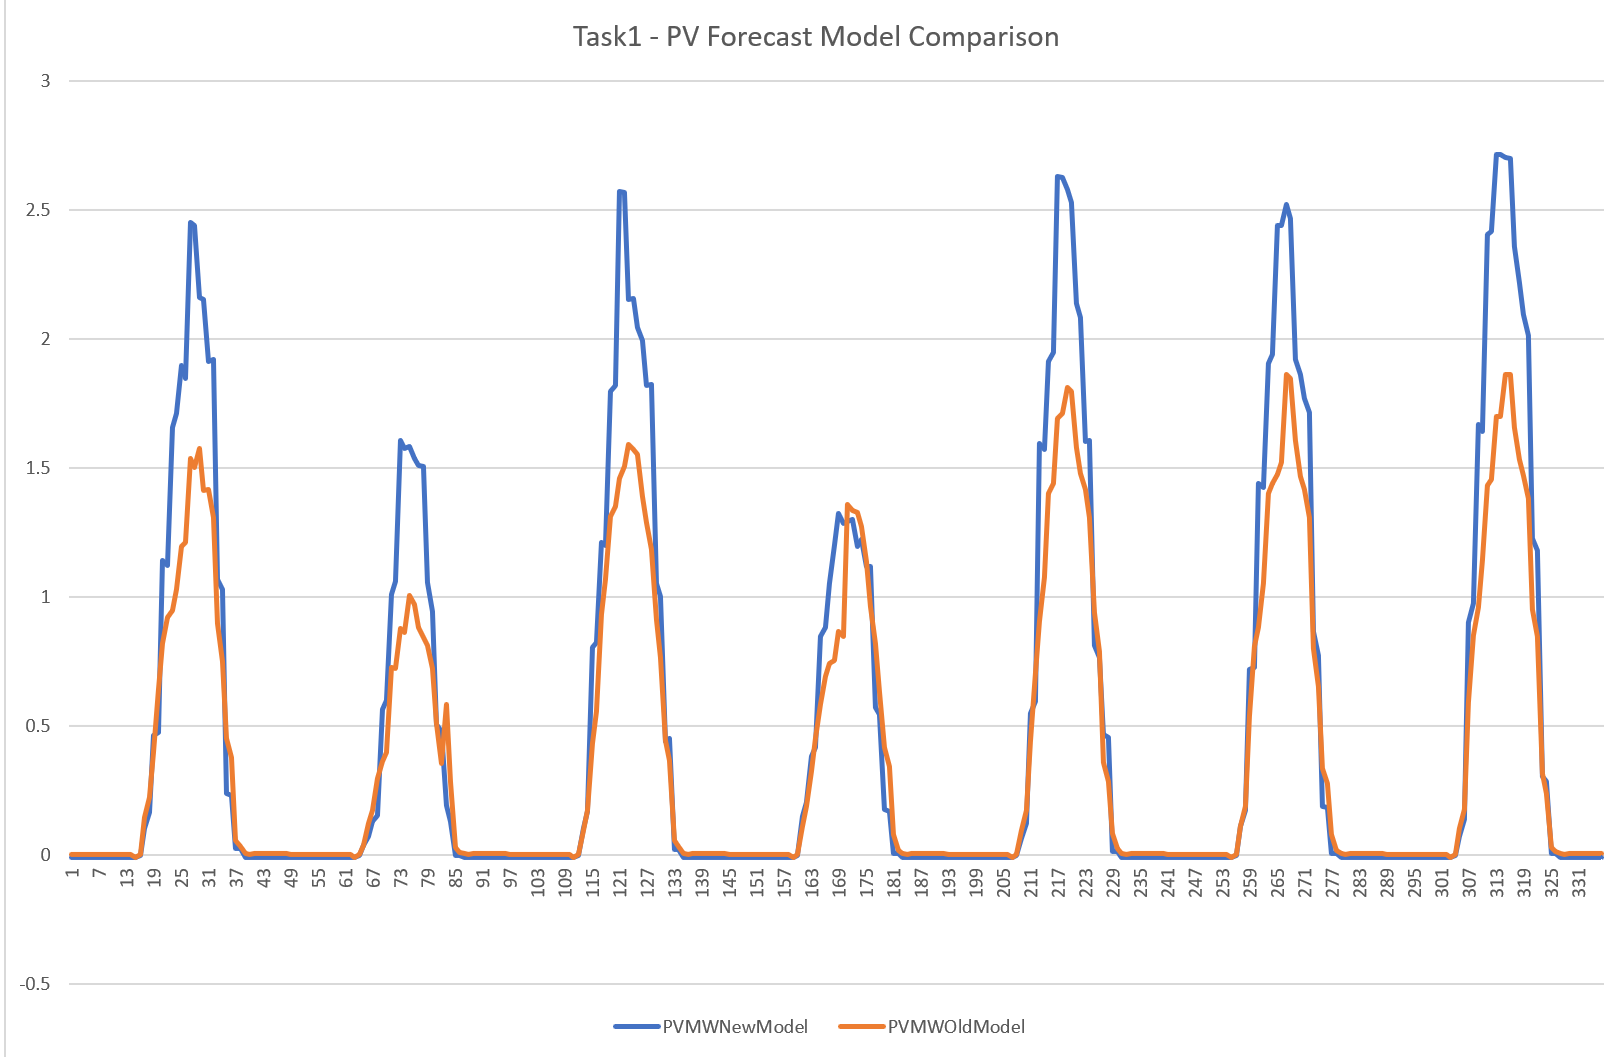 Task1 - PV Forecast Model Comparison
3
2.5
2
1.5
1
0.5
0
-0.5
1 7 13 19 25 31 37 43 49 55 61 67 73 79 85 91 97 103 109 115 121 127 133 139 145 151 157 163 169 175 181 187 193 199 205 211 217 223 229 235 241 247 253 259 265 271 277 283 289 295 301 307 313 319 325 331
PVMWNewModel PVMWOldModel